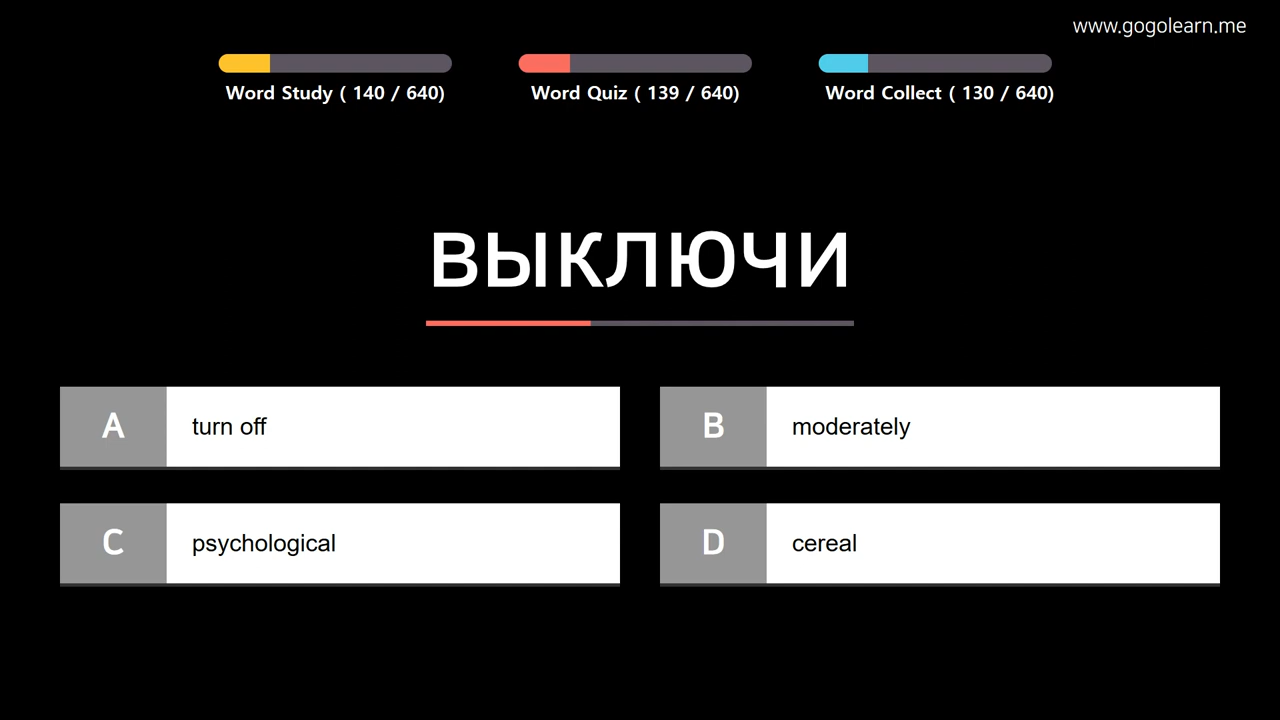 www.gogolearn.me
Word Study ( 140 / 640)
Word Quiz ( 139 / 640)
Word Collect ( 130 / 640)
ВЫКЛЮЧИ
A turn off
B moderately
C psychological
D cereal